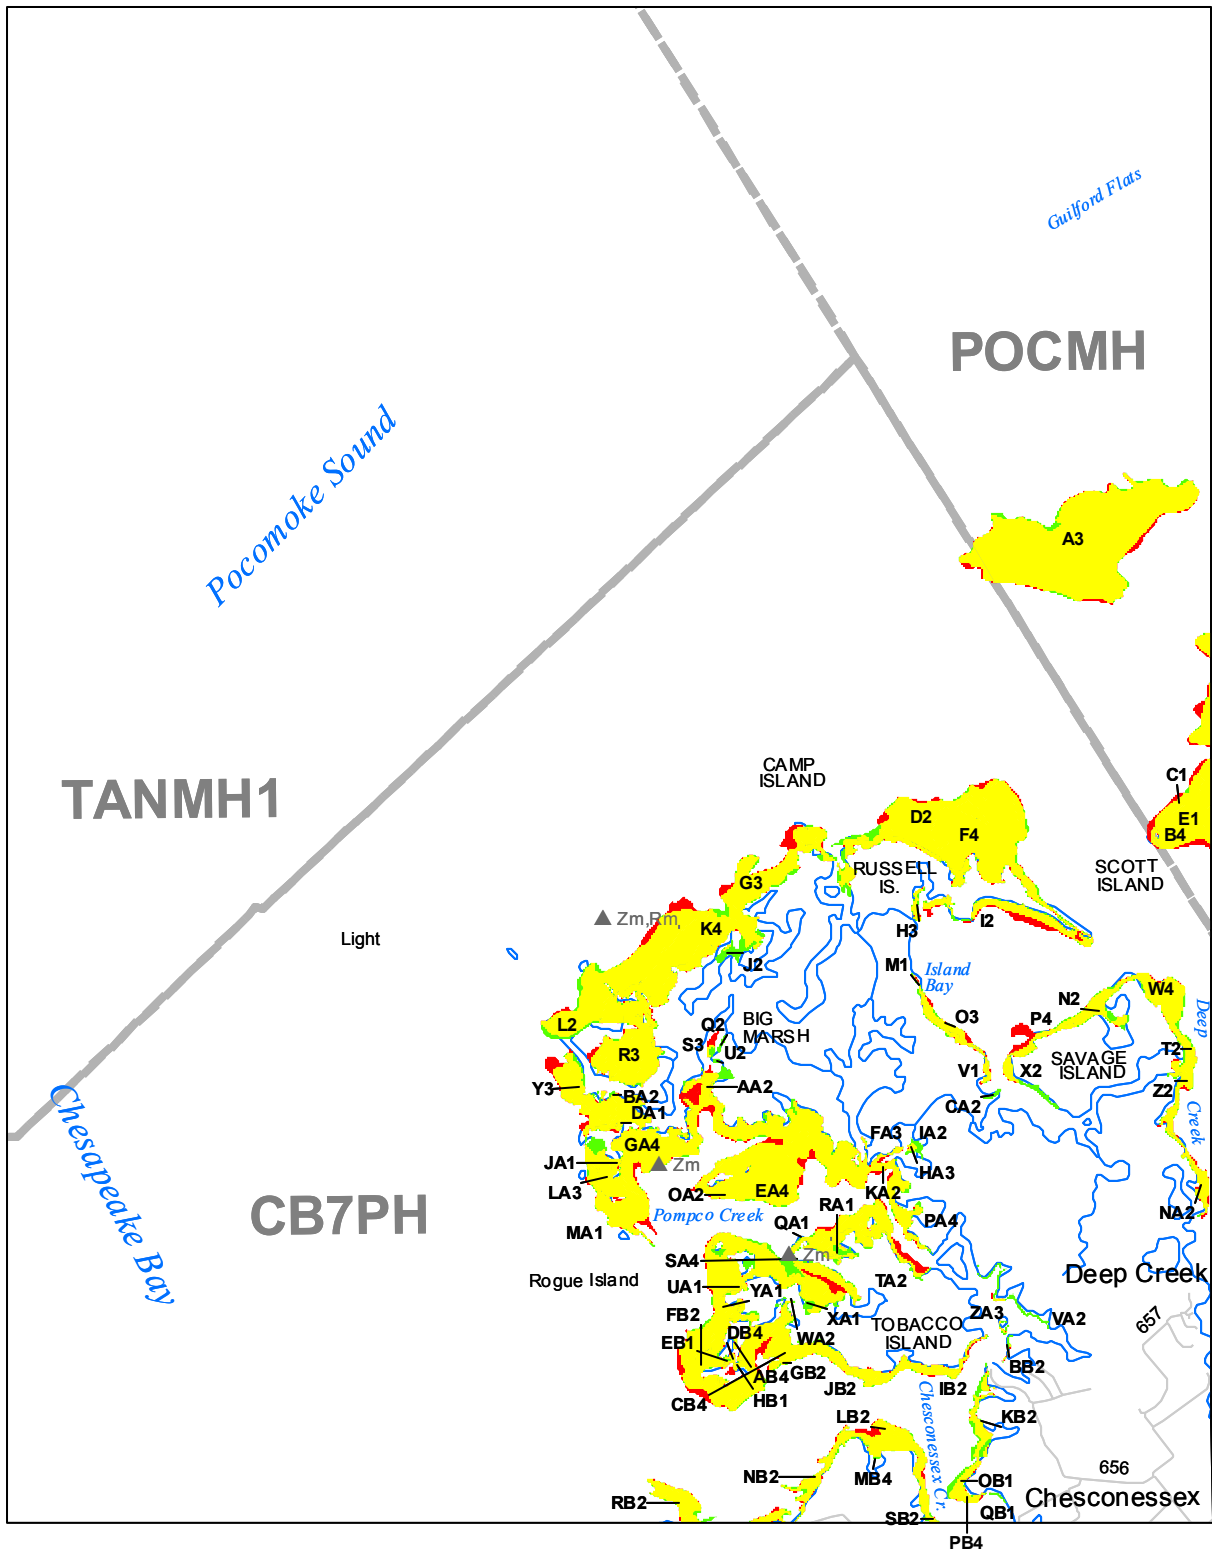 Guilford Flats
POCMH
Pocomoke Sound
A3
TANMH1
CAMP
ISLAND
C1
E1
B4
D2
F4
SCOTT
ISLAND
RUSSELL
IS.
G3
Zm,Rm
K4
H3
I2
Light
J2
M1
Island
Bay
N2
W4
Deep
L2
Q2
BIG
MARSH
O3
P4
S3
U2
R3
SAVAGE
ISLAND
T2
V1
X2
Y3
BA2
AA2
CA2
Z2
Chesapeake Bay
DA1
Creek
GA4
FA3
IA2
JA1
Zm
HA3
LA3
OA2
EA4
KA2
CB7PH
MA1
Pompco Creek
RA1
NA2
QA1
PA4
SA4
Zm
Rogue Island
UA1
YA1
TA2
Deep Creek
FB2
XA1
ZA3
VA2
657
EB1
DB4
WA2
TOBACCO
ISLAND
AB4
GB2
BB2
CB4
HB1
JB2
IB2
LB2
Chesconessex Cr.
KB2
NB2
MB4
656
OB1
RB2
SB2
QB1
Chesconessex
PB4